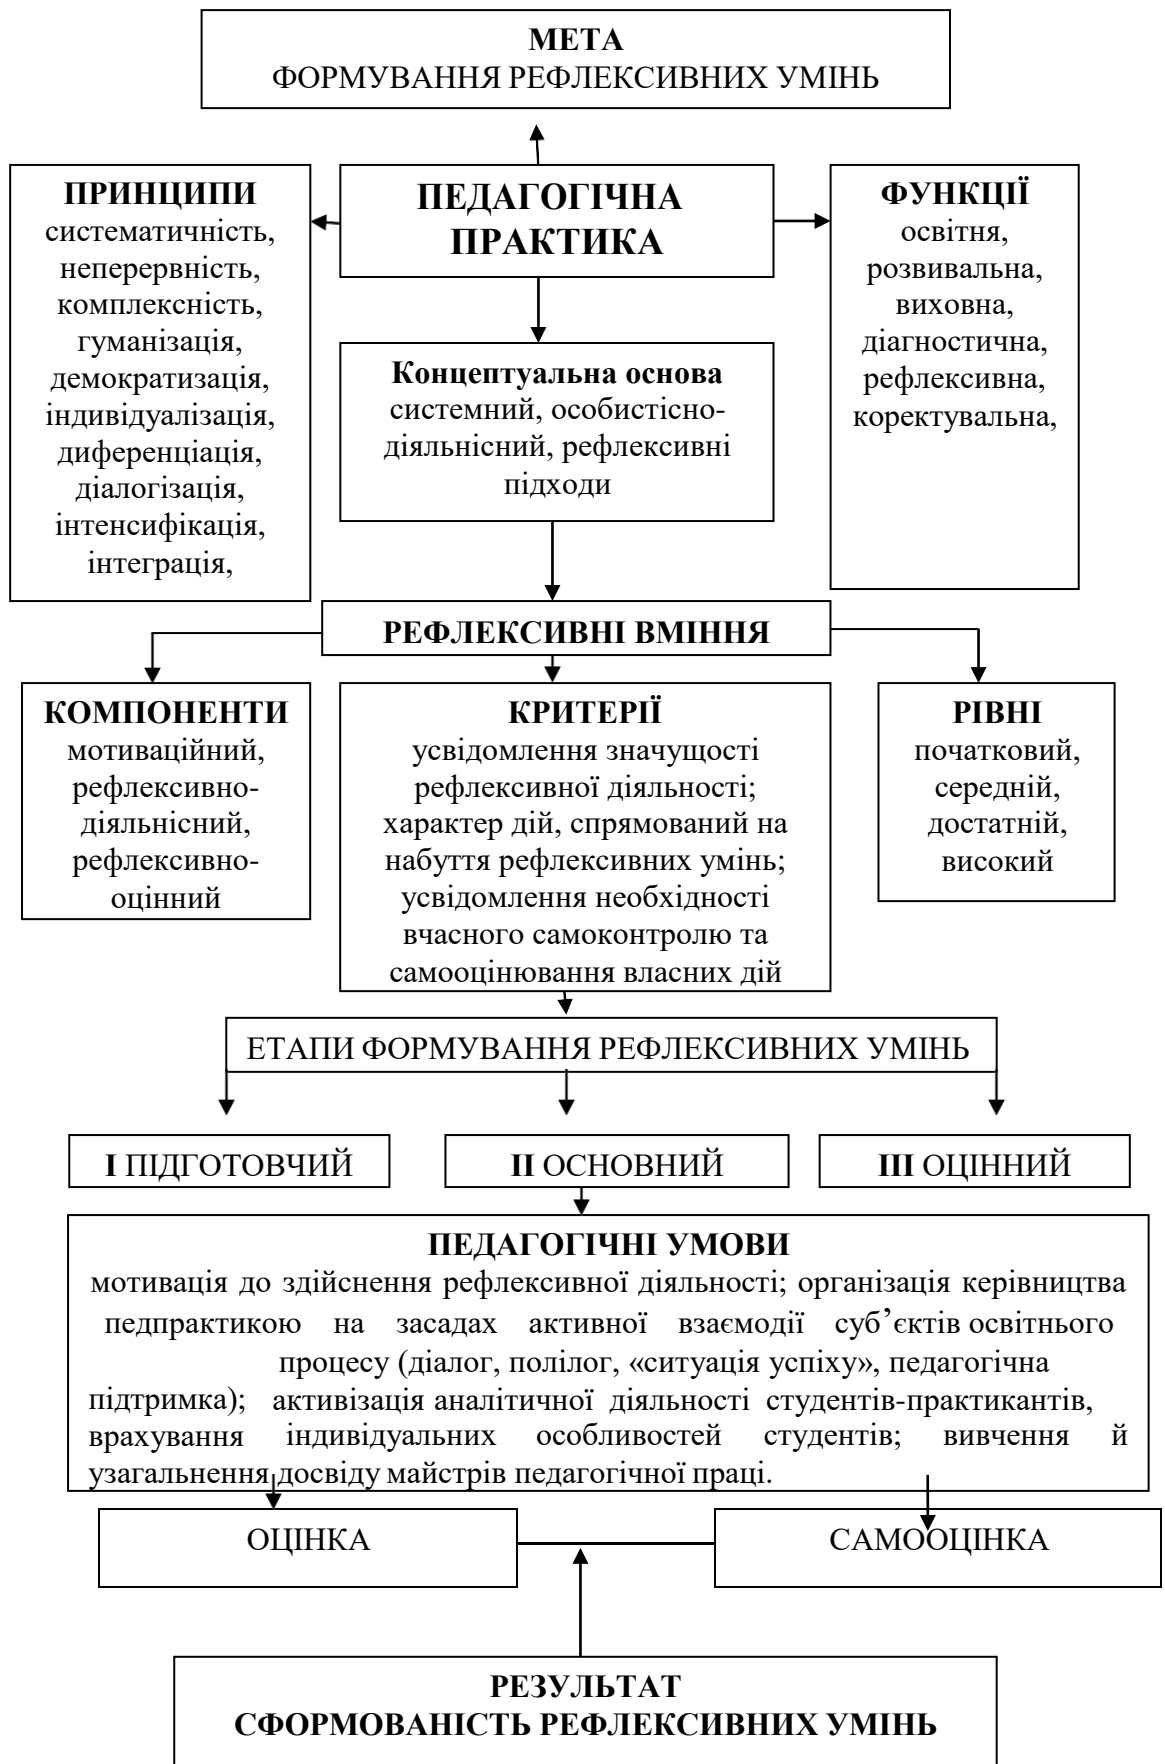 МЕТА
ФОРМУВАННЯ РЕФЛЕКСИВНИХ УМІНЬ
ПРИНЦИПИ
систематичність,
неперервність,
комплексність,
гуманізація,
демократизація,
індивідуалізація,
диференціація,
діалогізація,
інтенсифікація,
інтеграція,
ПЕДАГОГІЧНА
ПРАКТИКА
ФУНКЦІЇ
освітня,
розвивальна,
виховна,
діагностична,
рефлексивна,
коректувальна,
Концептуальна основа
системний, особистісно-
діяльнісний, рефлексивні
підходи
РЕФЛЕКСИВНІ ВМІННЯ
КОМПОНЕНТИ
мотиваційний,
рефлексивно-
діяльнісний,
рефлексивно-
оцінний
КРИТЕРІЇ
усвідомлення значущості
рефлексивної діяльності;
характер дій, спрямований на
набуття рефлексивних умінь;
усвідомлення необхідності
вчасного самоконтролю та
самооцінювання власних дій
РІВНІ
початковий,
середній,
достатній,
високий
ЕТАПИ ФОРМУВАННЯ РЕФЛЕКСИВНИХ УМІНЬ
I ПІДГОТОВЧИЙ
II ОСНОВНИЙ
III ОЦІННИЙ
ПЕДАГОГІЧНІ УМОВИ
мотивація до здійснення рефлексивної діяльності; організація керівництва
педпрактикою на засадах активної взаємодії суб’єктів освітнього
процесу (діалог, полілог, «ситуація успіху», педагогічна
підтримка); активізація аналітичної діяльності студентів-практикантів,
врахування індивідуальних особливостей студентів; вивчення й
узагальнення досвіду майстрів педагогічної праці.
ОЦІНКА
САМООЦІНКА
РЕЗУЛЬТАТ
СФОРМОВАНІСТЬ РЕФЛЕКСИВНИХ УМІНЬ